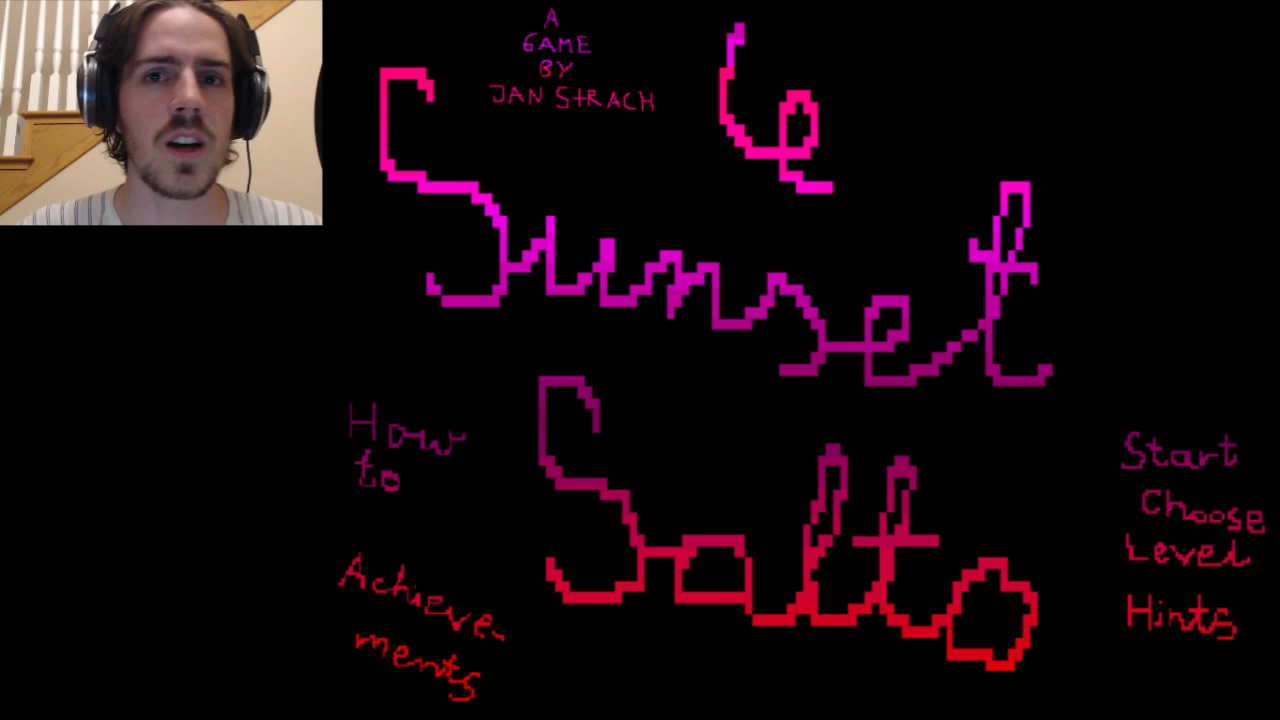 A
GAME
BY
JAN STRACH
Le
Sunset
Salto
How
to
Achieve-
ments
Start
Choose
Level
Hints